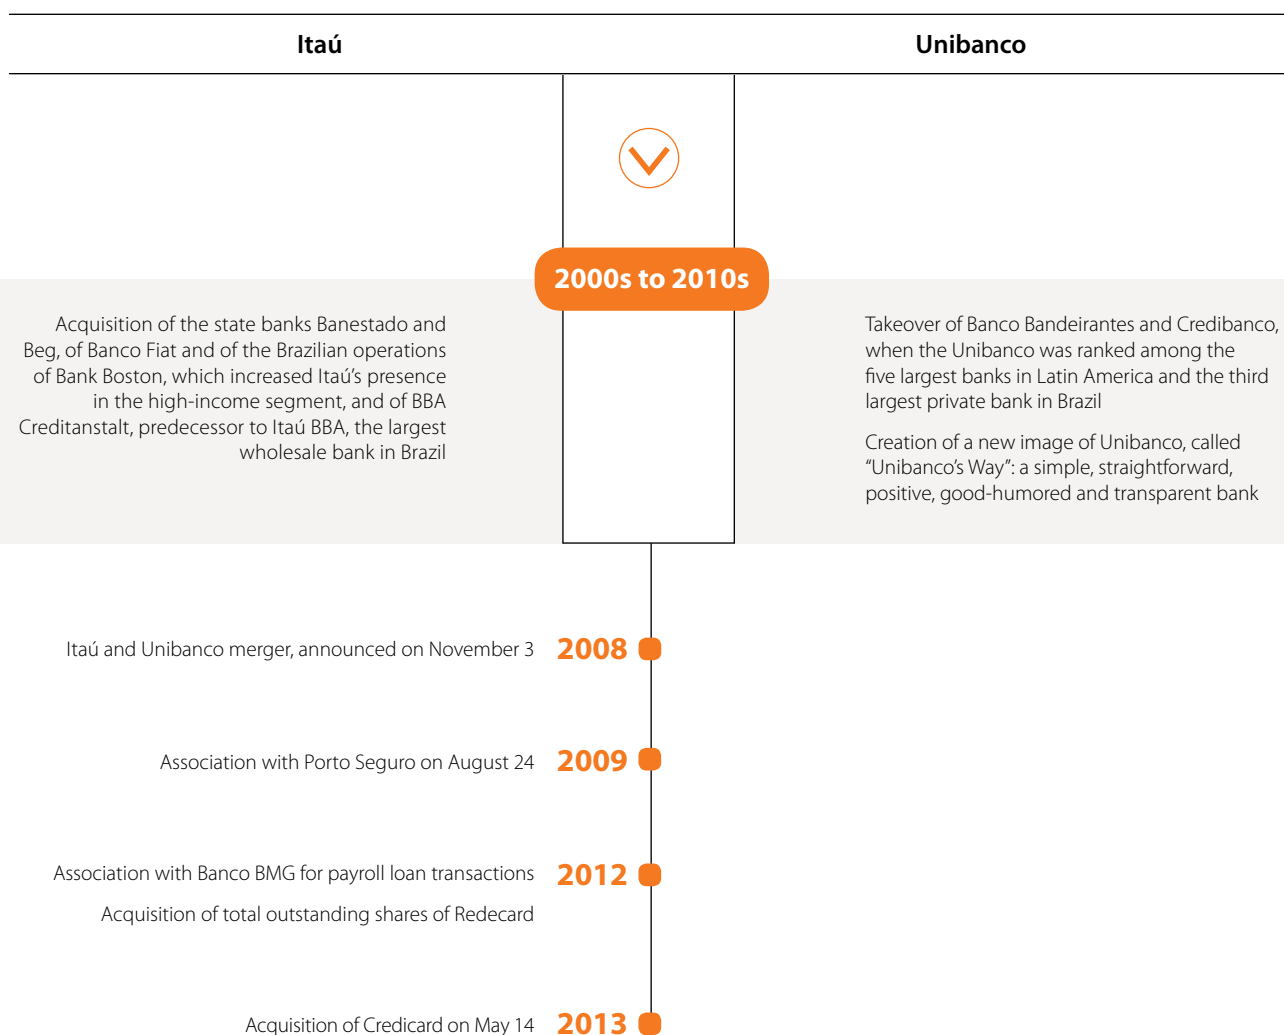 Itaú
Unibanco
2000s to 2010s
Acquisition of the state banks Banestado and
Beg, of Banco Fiat and of the Brazilian operations
of Bank Boston, which increased Itaú’s presence
in the high-income segment, and of BBA
Creditanstalt, predecessor to Itaú BBA, the largest
wholesale bank in Brazil
Takeover of Banco Bandeirantes and Credibanco,
when the Unibanco was ranked among the
five largest banks in Latin America and the third
largest private bank in Brazil
Creation of a new image of Unibanco, called
“Unibanco’s Way”: a simple, straightforward,
positive, good-humored and transparent bank
Itaú and Unibanco merger, announced on November 3
2008
Association with Porto Seguro on August 24
2009
Association with Banco BMG for payroll loan transactions
2012
Acquisition of total outstanding shares of Redecard
Acquisition of Credicard on May 14
2013